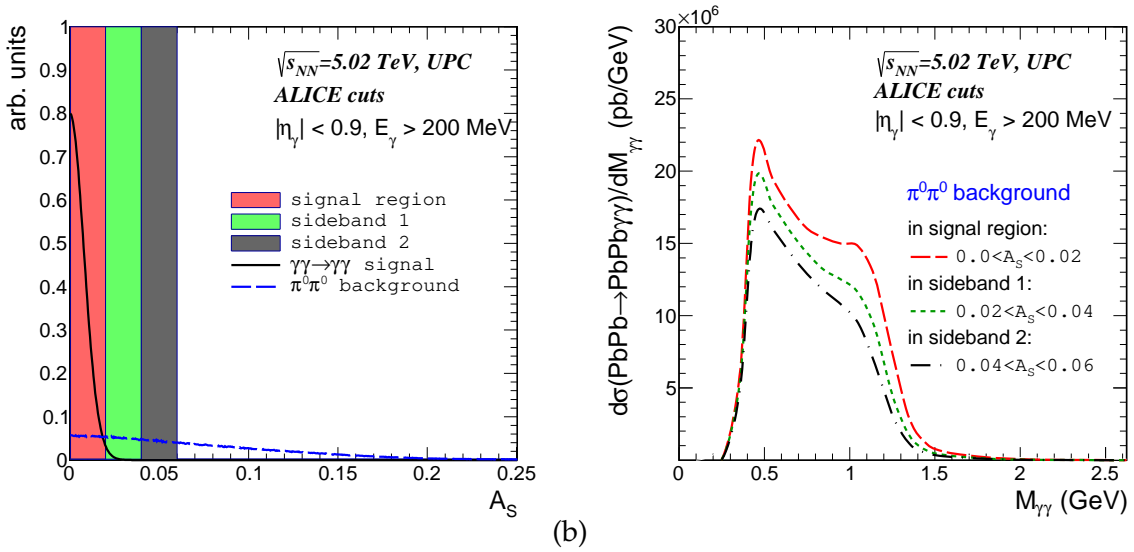 arb. units
1
0.9
0.8
0.7
0.6
0.5
0.4
0.3
0.2
0.1
0
√s_NN=5.02 TeV, UPC
ALICE cuts
|η_γ| < 0.9, E_γ > 200 MeV
signal region
sideband 1
sideband 2
γγ→γγ signal
π⁰π⁰ background
0 0.05 0.1 0.15 0.2 0.25
A_S
(b)
×10⁶
dσ(PbPb→PbPbγγ)/dM_γγ (pb/GeV)
30
25
20
15
10
5
0
√s_NN=5.02 TeV, UPC
ALICE cuts
|η_γ| < 0.9, E_γ > 200 MeV
π⁰π⁰ background
in signal region:
0.0<A_S<0.02
in sideband 1:
0.02<A_S<0.04
in sideband 2:
0.04<A_S<0.06
0 0.5 1 1.5 2 2.5
M_γγ (GeV)